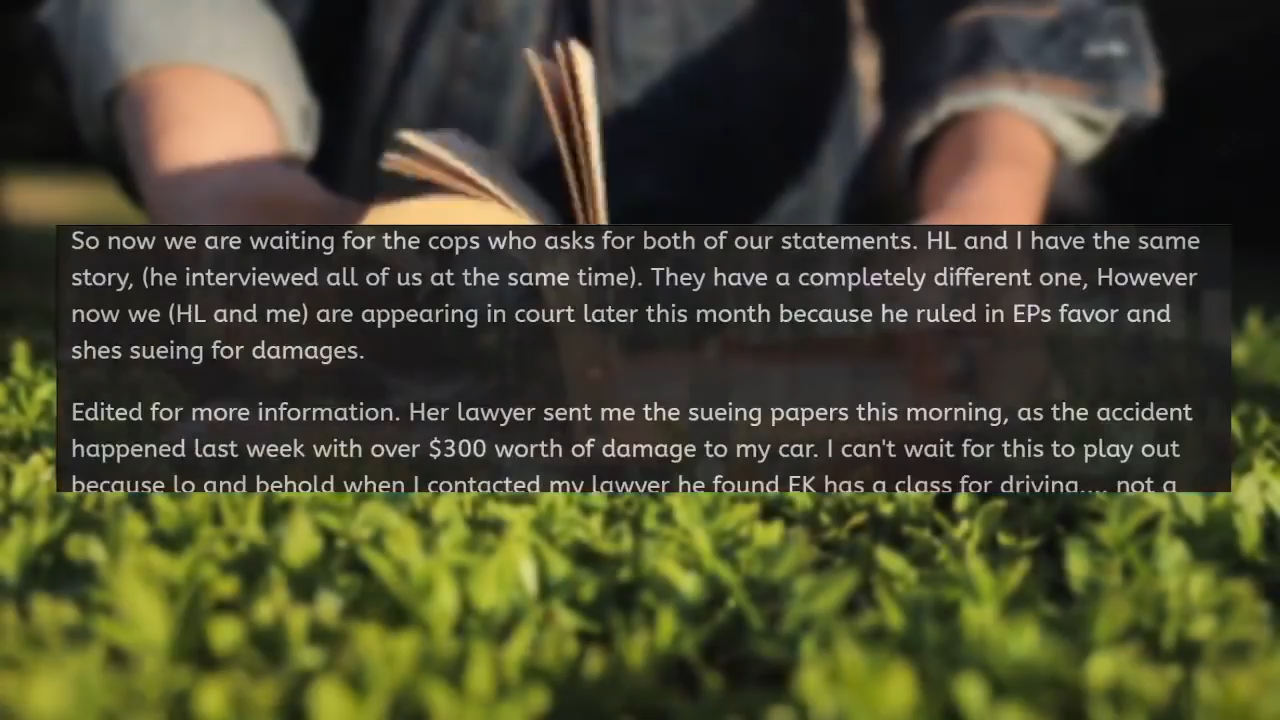 So now we are waiting for the cops who asks for both of our statements. HL and I have the same
story, (he interviewed all of us at the same time). They have a completely different one, However
now we (HL and me) are appearing in court later this month because he ruled in EPs favor and
shes sueing for damages.
Edited for more information. Her lawyer sent me the sueing papers this morning, as the accident
happened last week with over $300 worth of damage to my car. I can't wait for this to play out
because lo and behold when I contacted my lawyer he found EK has a class for driving.... not a